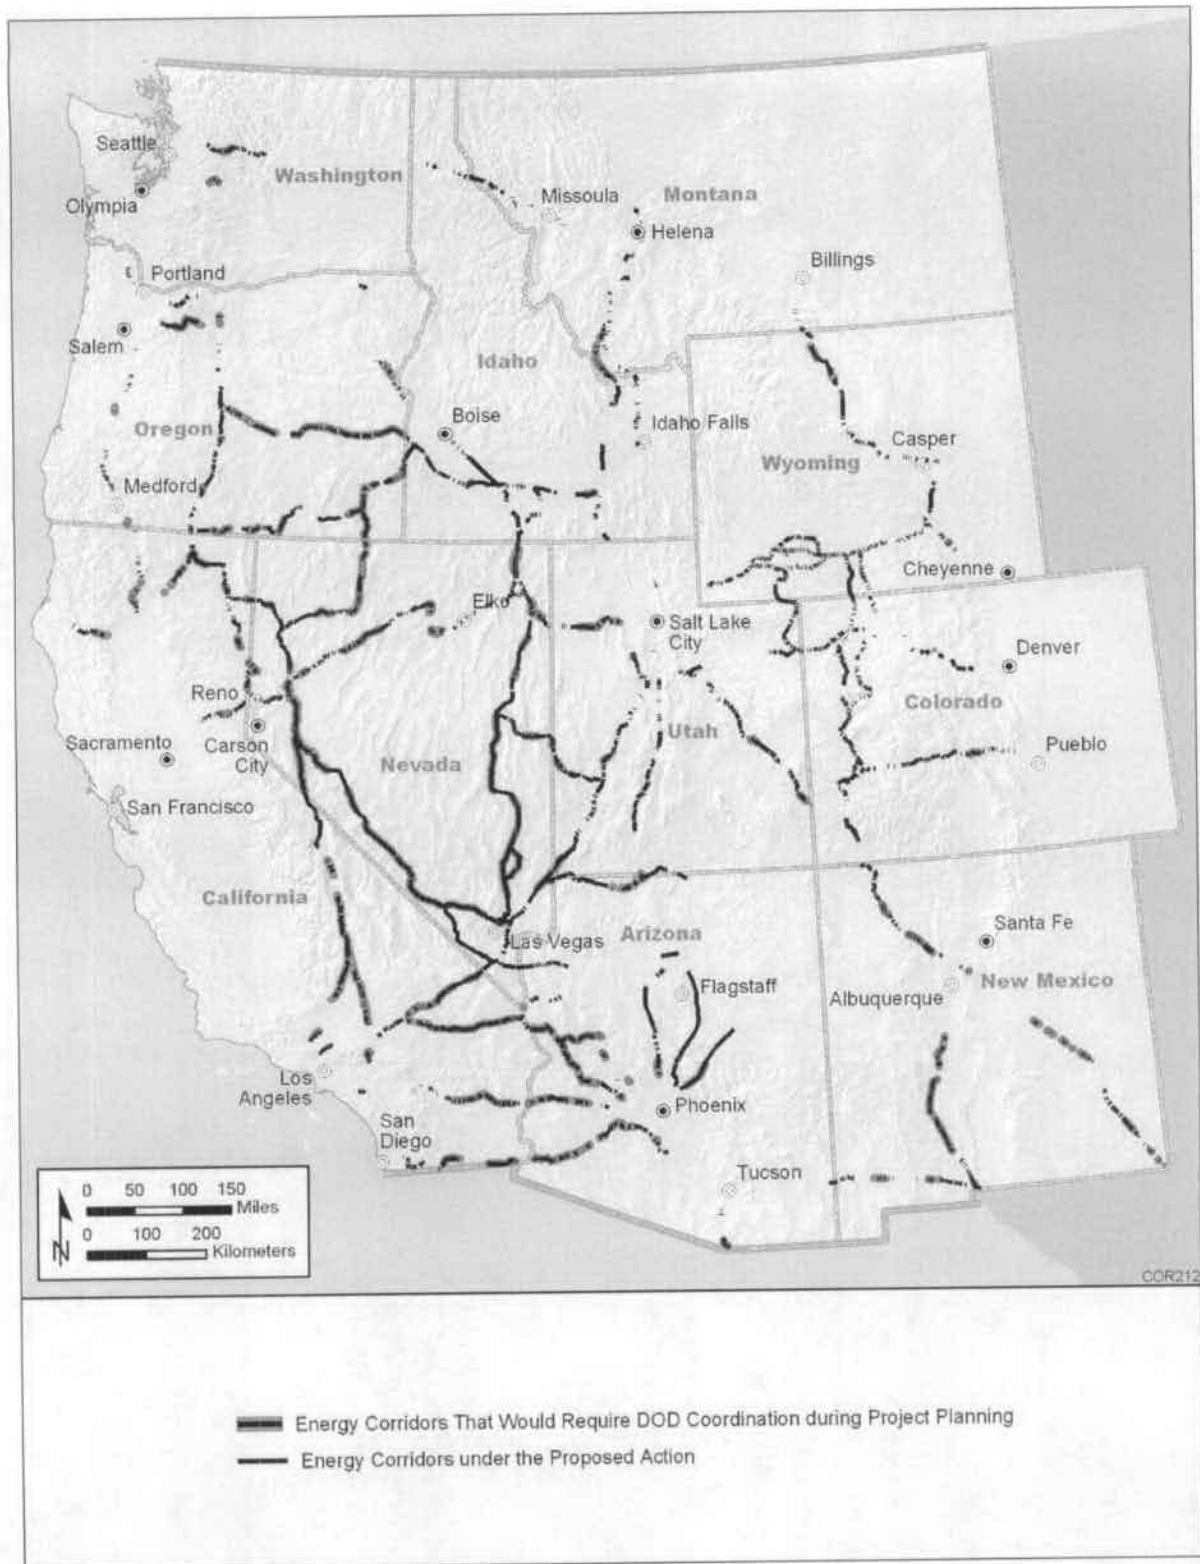 Seattle
Washington
Olympia
Missoula
Montana
Helena
Portland
Billings
Salem
Idaho
Boise
Idaho Falls
Oregon
Casper
Wyoming
Medford
Cheyenne
Elko
Salt Lake
City
Denver
Reno
Colorado
Utah
Sacramento
Carson
City
Nevada
Pueblo
San Francisco
California
Las Vegas
Arizona
Santa Fe
Flagstaff
New Mexico
Albuquerque
Los
Angeles
Phoenix
San
Diego
Tucson
0 50 100 150
Miles
0 100 200
Kilometers
N
COR212
Energy Corridors That Would Require DOD Coordination during Project Planning
Energy Corridors under the Proposed Action